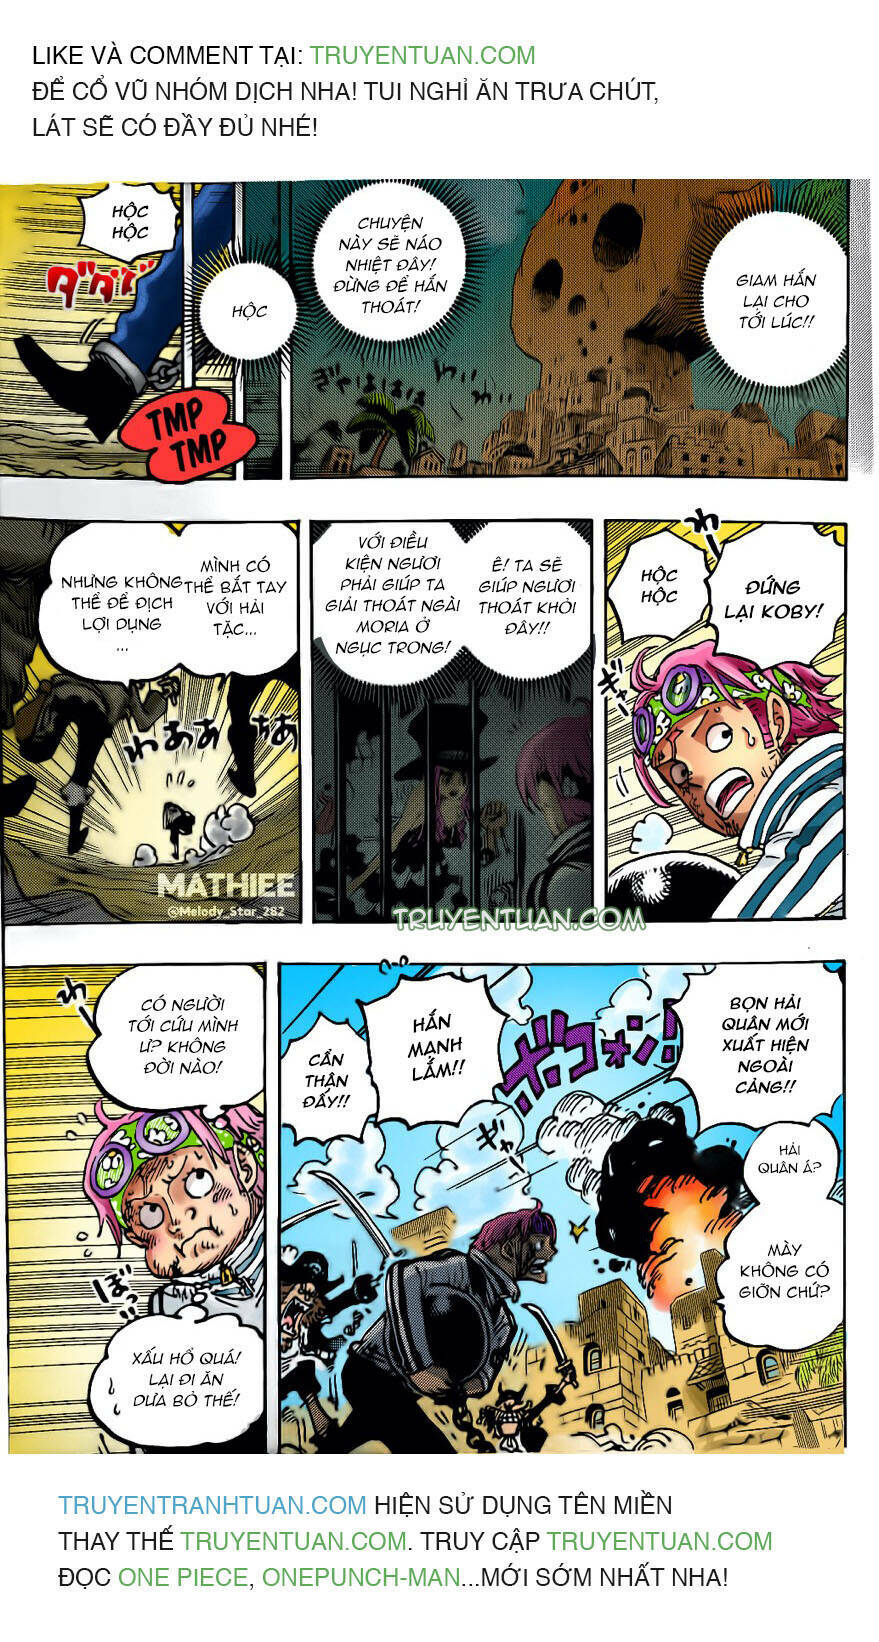 LIKE VÀ COMMENT TẠI: TRUYENTUAN.COM
ĐỂ CỔ VŨ NHÓM DỊCH NHA! TUI NGHỈ ĂN TRƯA CHÚT,
LÁT SẼ CÓ ĐẦY ĐỦ NHÉ!
GIAM HẮN
LẠI CHO
TỚI LÚC!!
CHUYỆN
NÀY SẼ NÁO
NHIỆT ĐÂY!
ĐỪNG ĐỂ HẮN
THOÁT!
HỘC
HỘC
HỘC
TMP
TMP
ĐỨNG
LẠI KOBY!
HỘC
HỘC
Ê! TA SẼ
GIÚP NGƯƠI
THOÁT KHỎI
ĐÂY!!
VỚI ĐIỀU
KIỆN NGƯƠI
PHẢI GIÚP TA
GIẢI THOÁT NGÀI
MORIA Ở
NGỤC TRONG!
MÌNH CÓ
THỂ BẮT TAY
VỚI HẢI
TẶC...
NHƯNG KHÔNG
THỂ ĐỂ ĐỊCH
LỢI DỤNG
...
MATHIEE
@Melody_Star_282
TRUYENTUAN.COM
BỌN HẢI
QUÂN MỚI
XUẤT HIỆN
NGOÀI
CẢNG!!
HẢI
QUÂN Á?
MÀY
KHÔNG CÓ
GIỠN CHỨ?
HẮN
MẠNH
LẮM!!
CẨN
THẬN
ĐẤY!!
CÓ NGƯỜI
TỚI CỨU MÌNH
Ư? KHÔNG
ĐỜI NÀO!
XẤU HỔ QUÁ!
LẠI ĐI ĂN
DƯA BỎ THẾ!
TRUYENTRANHTUAN.COM HIỆN SỬ DỤNG TÊN MIỀN
THAY THẾ TRUYENTUAN.COM. TRUY CẬP TRUYENTUAN.COM
ĐỌC ONE PIECE, ONEPUNCH-MAN...MỚI SỚM NHẤT NHA!